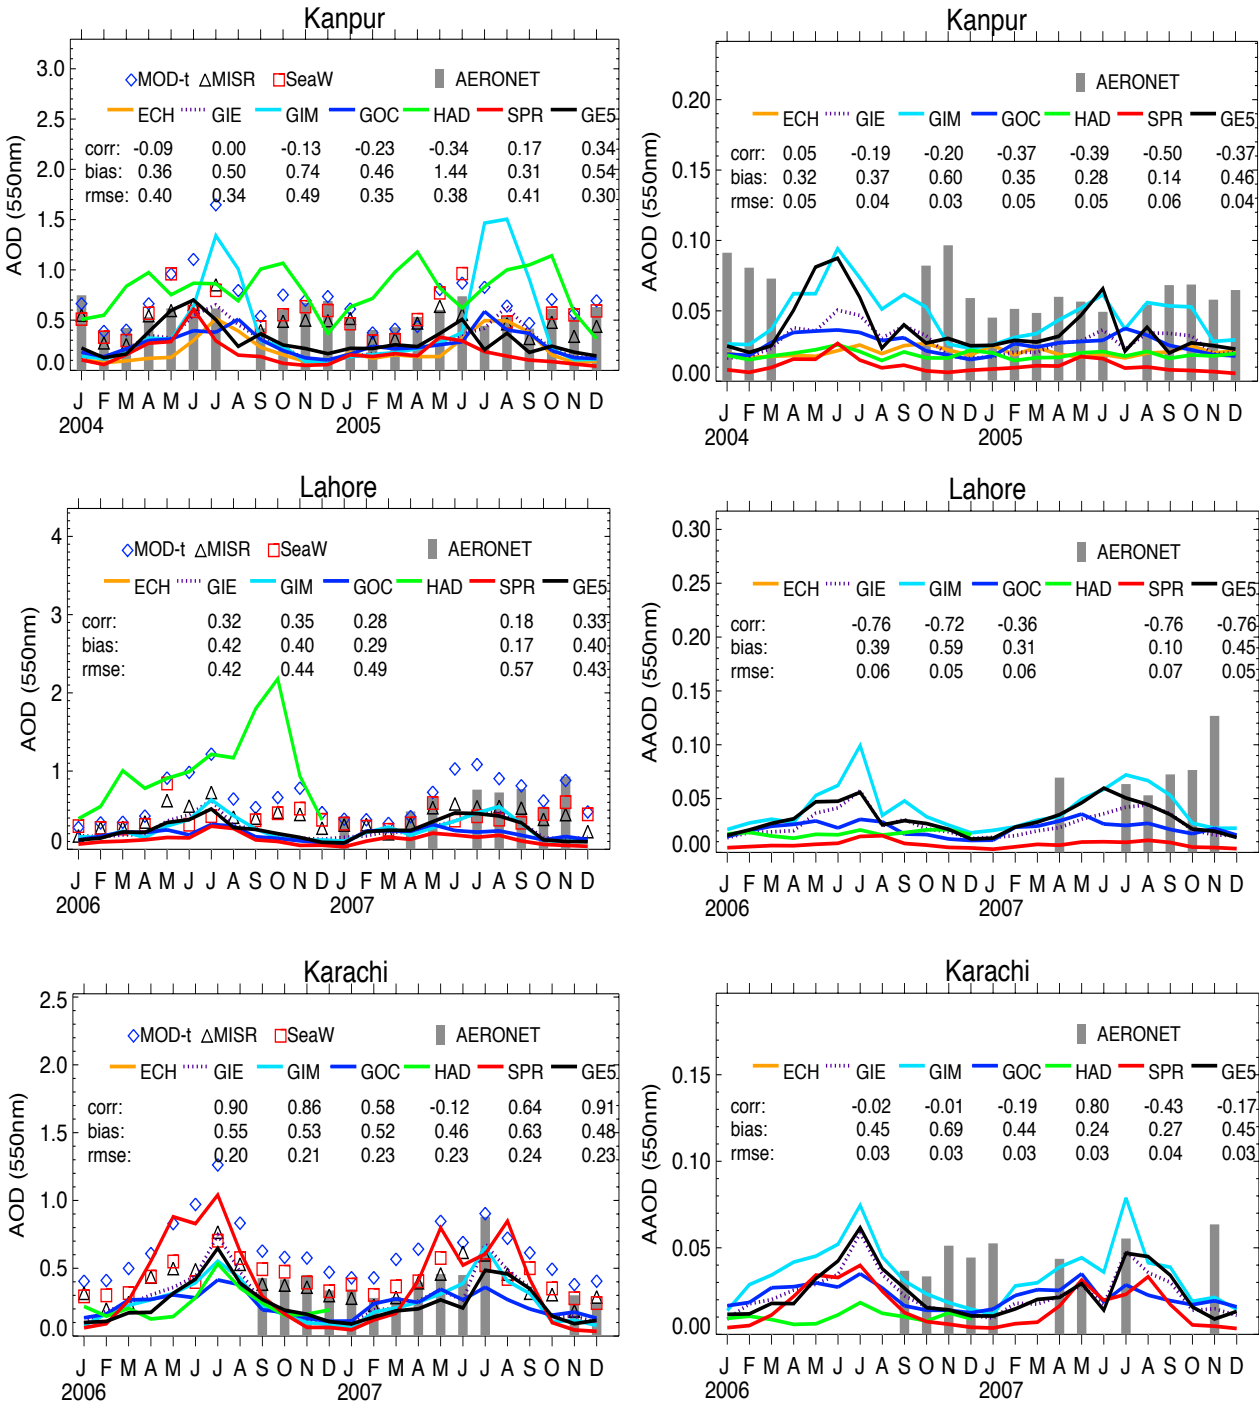 Kanpur
3.0
2.5
2.0
1.5
1.0
0.5
0.0
AOD (550nm)
MOD-t MISR SeaW AERONET
ECH GIE GIM GOC HAD SPR GE5
corr: -0.09 0.00 -0.13 -0.23 -0.34 0.17 0.34
bias: 0.36 0.50 0.74 0.46 1.44 0.31 0.54
rmse: 0.40 0.34 0.49 0.35 0.38 0.41 0.30
J F M A M J J A S O N D J F M A M J J A S O N D
2004 2005
Kanpur
0.20
0.15
0.10
0.05
0.00
AAOD (550nm)
AERONET
ECH GIE GIM GOC HAD SPR GE5
corr: 0.05 -0.19 -0.20 -0.37 -0.39 -0.50 -0.37
bias: 0.32 0.37 0.60 0.35 0.28 0.14 0.46
rmse: 0.05 0.04 0.03 0.05 0.05 0.06 0.04
J F M A M J J A S O N D J F M A M J J A S O N D
2004 2005
Lahore
4
3
2
1
0
AOD (550nm)
MOD-t MISR SeaW AERONET
ECH GIE GIM GOC HAD SPR GE5
corr: 0.32 0.35 0.28 0.18 0.33
bias: 0.42 0.40 0.29 0.17 0.40
rmse: 0.42 0.44 0.49 0.57 0.43
J F M A M J J A S O N D J F M A M J J A S O N D
2006 2007
Lahore
0.30
0.25
0.20
0.15
0.10
0.05
0.00
AAOD (550nm)
AERONET
ECH GIE GIM GOC HAD SPR GE5
corr: -0.76 -0.72 -0.36 -0.76 -0.76
bias: 0.39 0.59 0.31 0.10 0.45
rmse: 0.06 0.05 0.06 0.07 0.05
J F M A M J J A S O N D J F M A M J J A S O N D
2006 2007
Karachi
2.5
2.0
1.5
1.0
0.5
0.0
AOD (550nm)
MOD-t MISR SeaW AERONET
ECH GIE GIM GOC HAD SPR GE5
corr: 0.90 0.86 0.58 -0.12 0.64 0.91
bias: 0.55 0.53 0.52 0.46 0.63 0.48
rmse: 0.20 0.21 0.23 0.23 0.24 0.23
J F M A M J J A S O N D J F M A M J J A S O N D
2006 2007
Karachi
0.15
0.10
0.05
0.00
AAOD (550nm)
AERONET
ECH GIE GIM GOC HAD SPR GE5
corr: -0.02 -0.01 -0.19 0.80 -0.43 -0.17
bias: 0.45 0.69 0.44 0.24 0.27 0.45
rmse: 0.03 0.03 0.03 0.03 0.04 0.03
J F M A M J J A S O N D J F M A M J J A S O N D
2006 2007